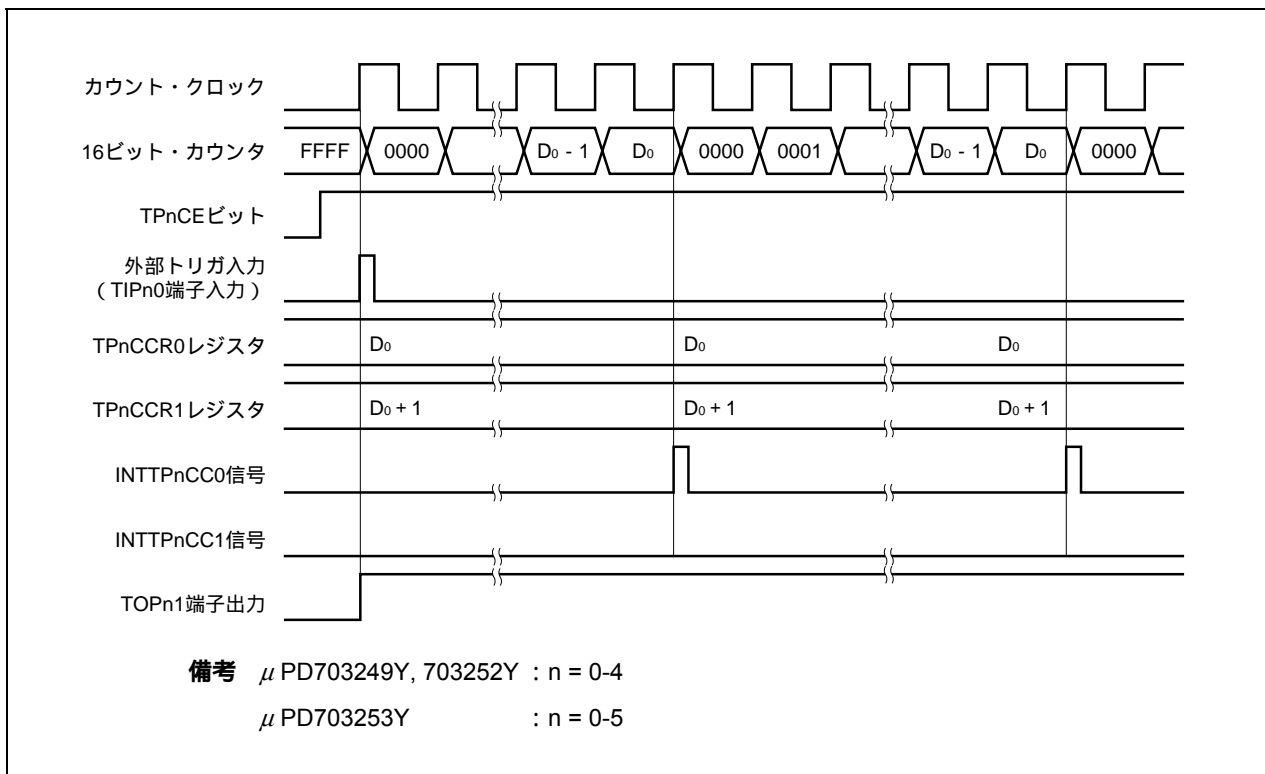 カウント・クロック
16ビット・カウンタ FFFF 0000 D0 - 1 D0 0000 0001 D0 - 1 D0 0000
TPnCEビット
外部トリガ入力
（TIPn0端子入力）
TPnCCR0レジスタ D0 D0 D0
TPnCCR1レジスタ D0 + 1 D0 + 1 D0 + 1
INTTPnCC0信号
INTTPnCC1信号
TOPn1端子出力
備考 μPD703249Y, 703252Y : n = 0-4
μPD703253Y : n = 0-5